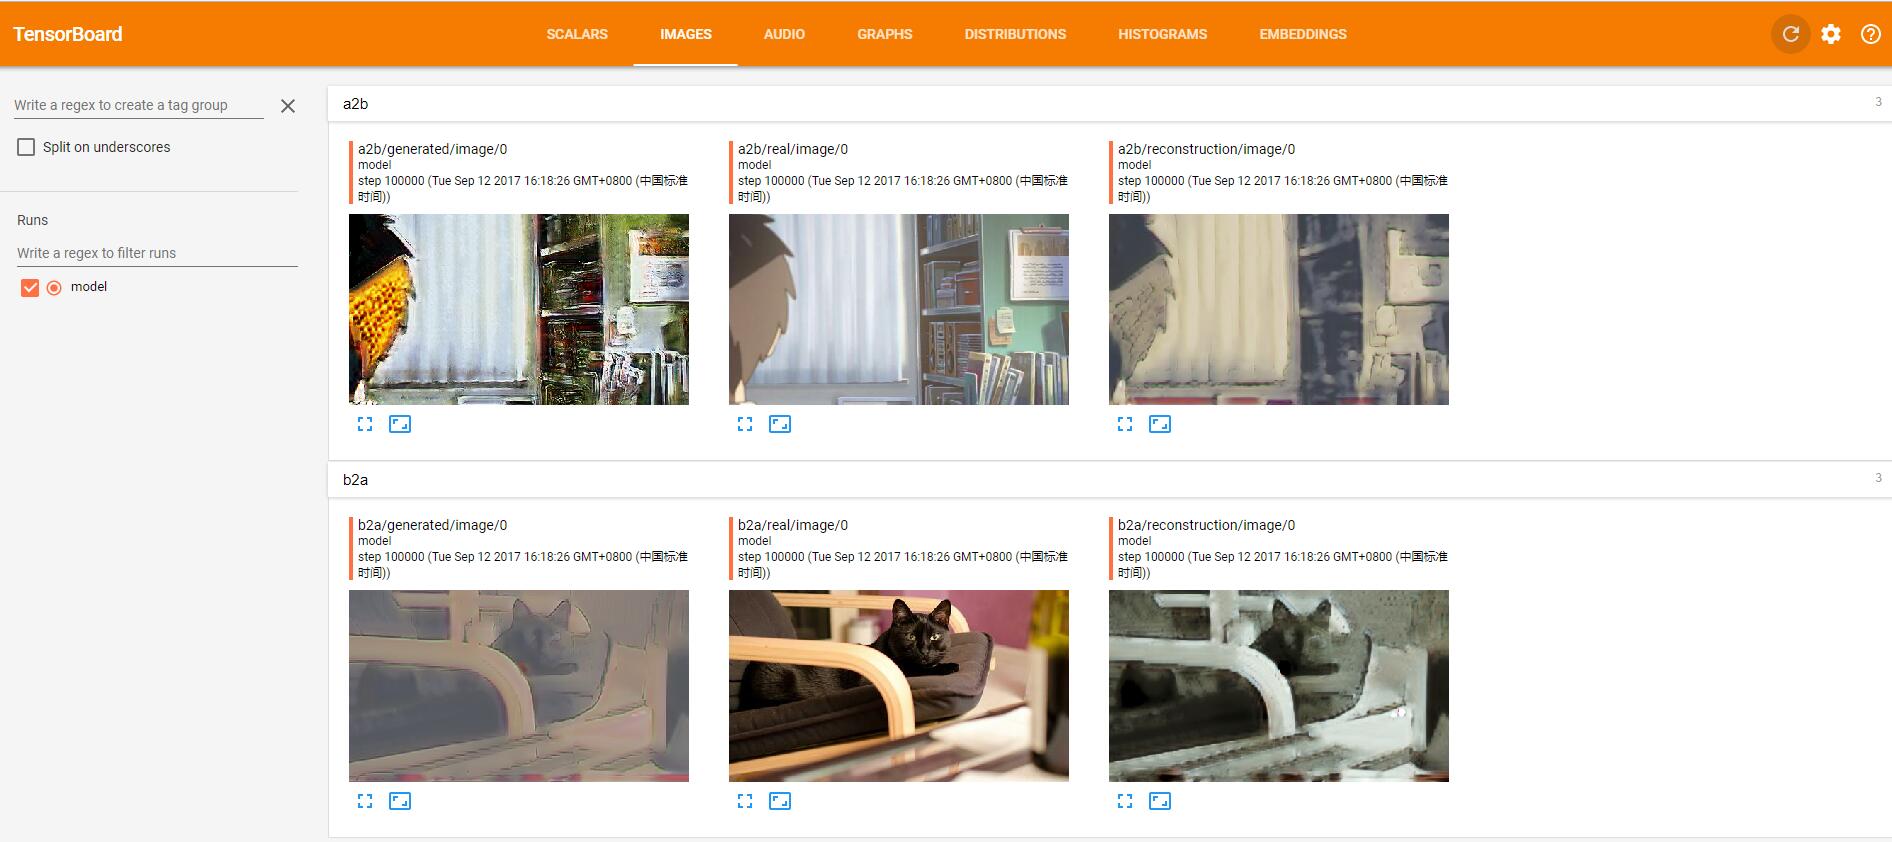 TensorBoard
SCALARS
IMAGES
AUDIO
GRAPHS
DISTRIBUTIONS
HISTOGRAMS
EMBEDDINGS
Write a regex to create a tag group
Split on underscores
Runs
Write a regex to filter runs
model
a2b
3
a2b/generated/image/0
model
step 100000 (Tue Sep 12 2017 16:18:26 GMT+0800 (中国标准
时间))
a2b/real/image/0
model
step 100000 (Tue Sep 12 2017 16:18:26 GMT+0800 (中国标准
时间))
a2b/reconstruction/image/0
model
step 100000 (Tue Sep 12 2017 16:18:26 GMT+0800 (中国标准
时间))
b2a
3
b2a/generated/image/0
model
step 100000 (Tue Sep 12 2017 16:18:26 GMT+0800 (中国标准
时间))
b2a/real/image/0
model
step 100000 (Tue Sep 12 2017 16:18:26 GMT+0800 (中国标准
时间))
b2a/reconstruction/image/0
model
step 100000 (Tue Sep 12 2017 16:18:26 GMT+0800 (中国标准
时间))